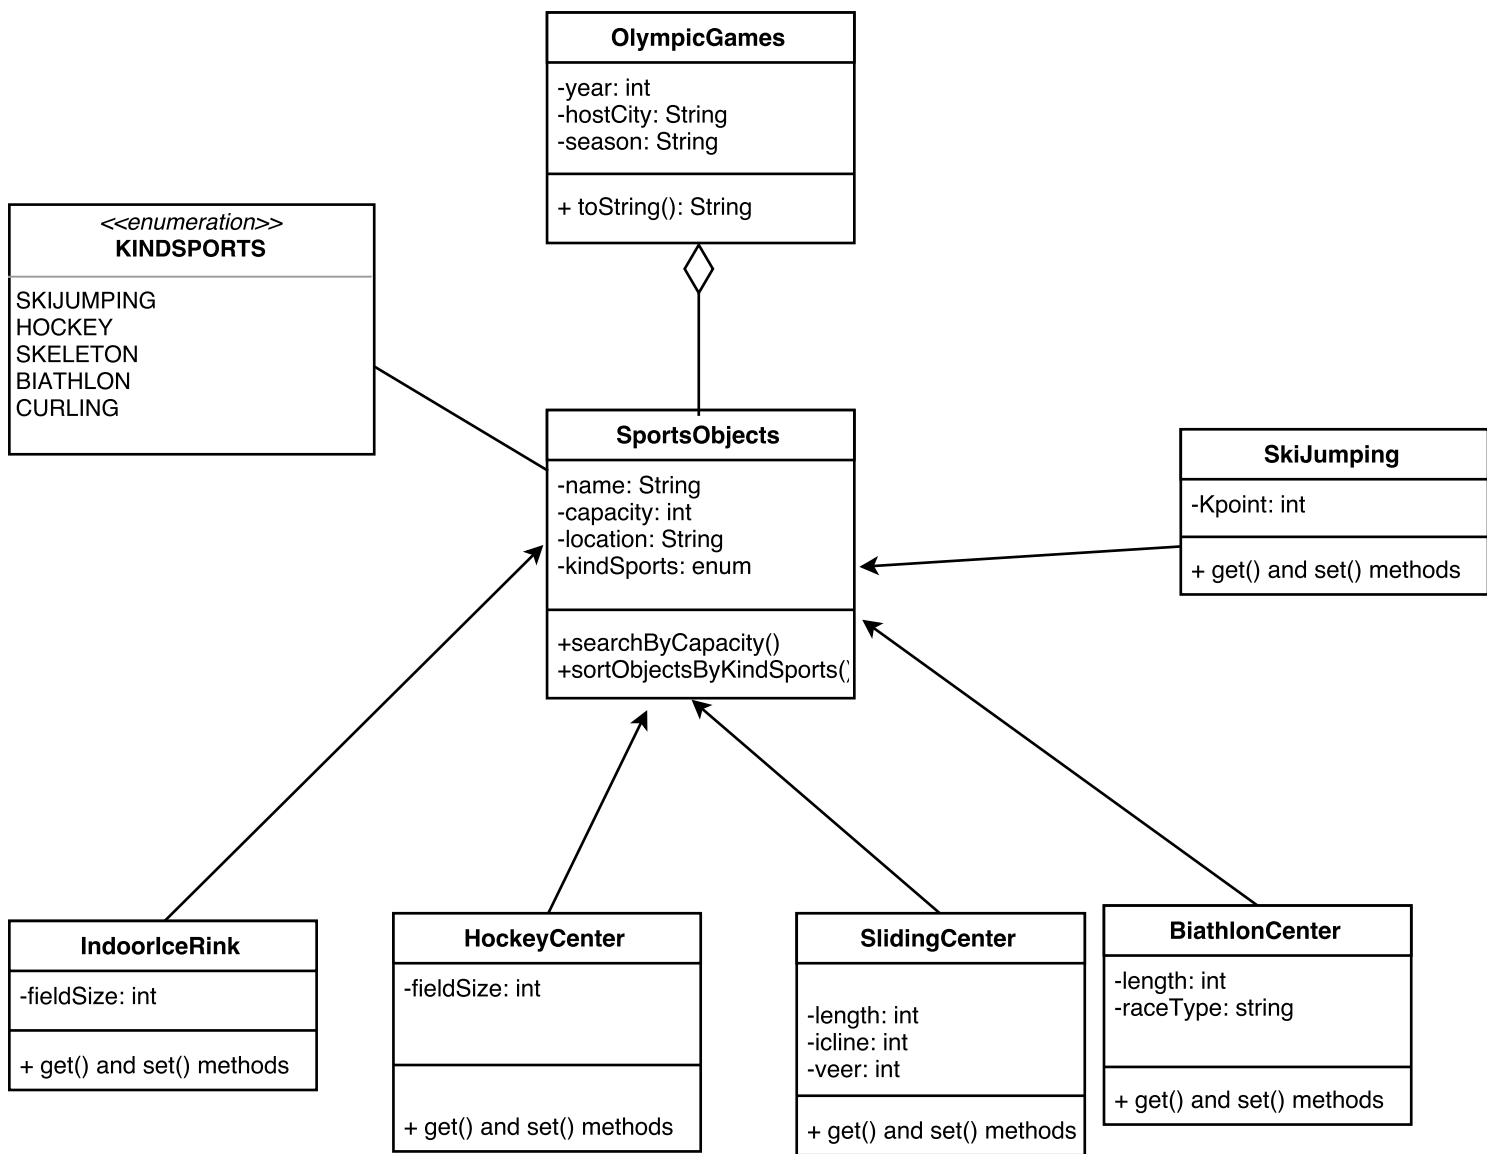 OlympicGames
-year: int
-hostCity: String
-season: String
+ toString(): String
<<enumeration>>
KINDSPORTS
SKIJUMPING
HOCKEY
SKELETON
BIATHLON
CURLING
SportsObjects
-name: String
-capacity: int
-location: String
-kindSports: enum
+searchByCapacity()
+sortObjectsByKindSports()
SkiJumping
-Kpoint: int
+ get() and set() methods
IndoorIceRink
-fieldSize: int
+ get() and set() methods
HockeyCenter
-fieldSize: int
+ get() and set() methods
SlidingCenter
-length: int
-icline: int
-veer: int
+ get() and set() methods
BiathlonCenter
-length: int
-raceType: string
+ get() and set() methods